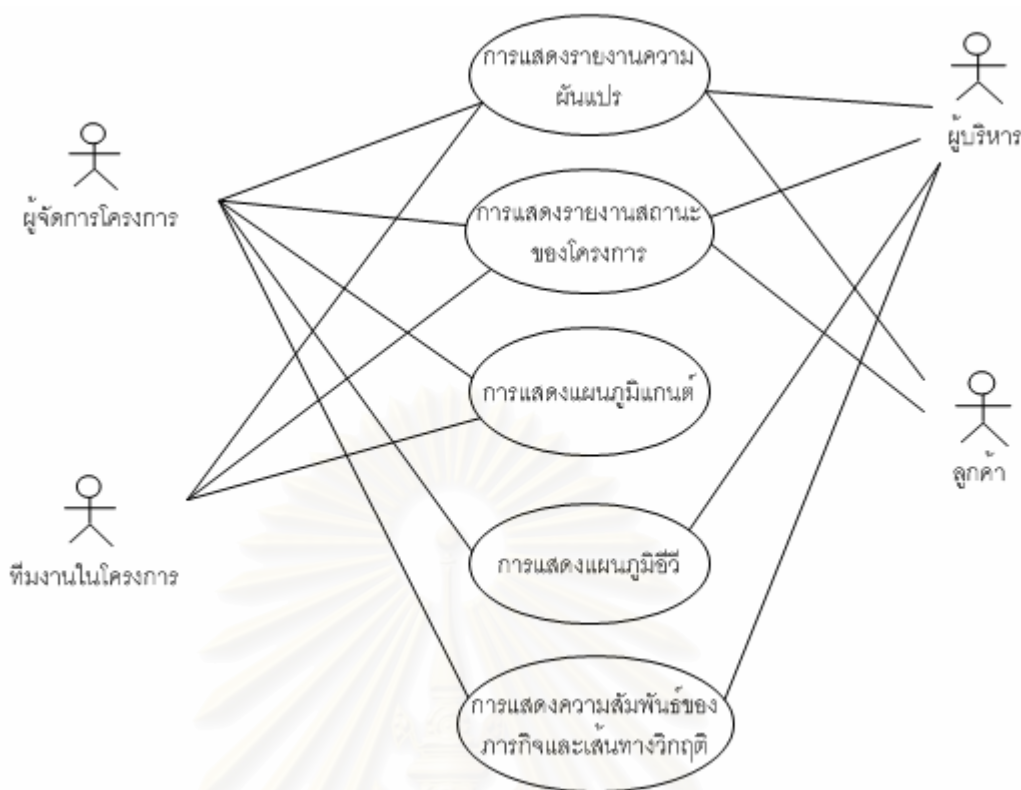 การแสดงรายงานความ
ผันแปร
ผู้บริหาร
ผู้จัดการโครงการ
การแสดงรายงานสถานะ
ของโครงการ
การแสดงแผนภูมิแกนต์
ลูกค้า
การแสดงแผนภูมิอีวี
ทีมงานในโครงการ
การแสดงความสัมพันธ์ของ
ภารกิจและเส้นทางวิกฤติ